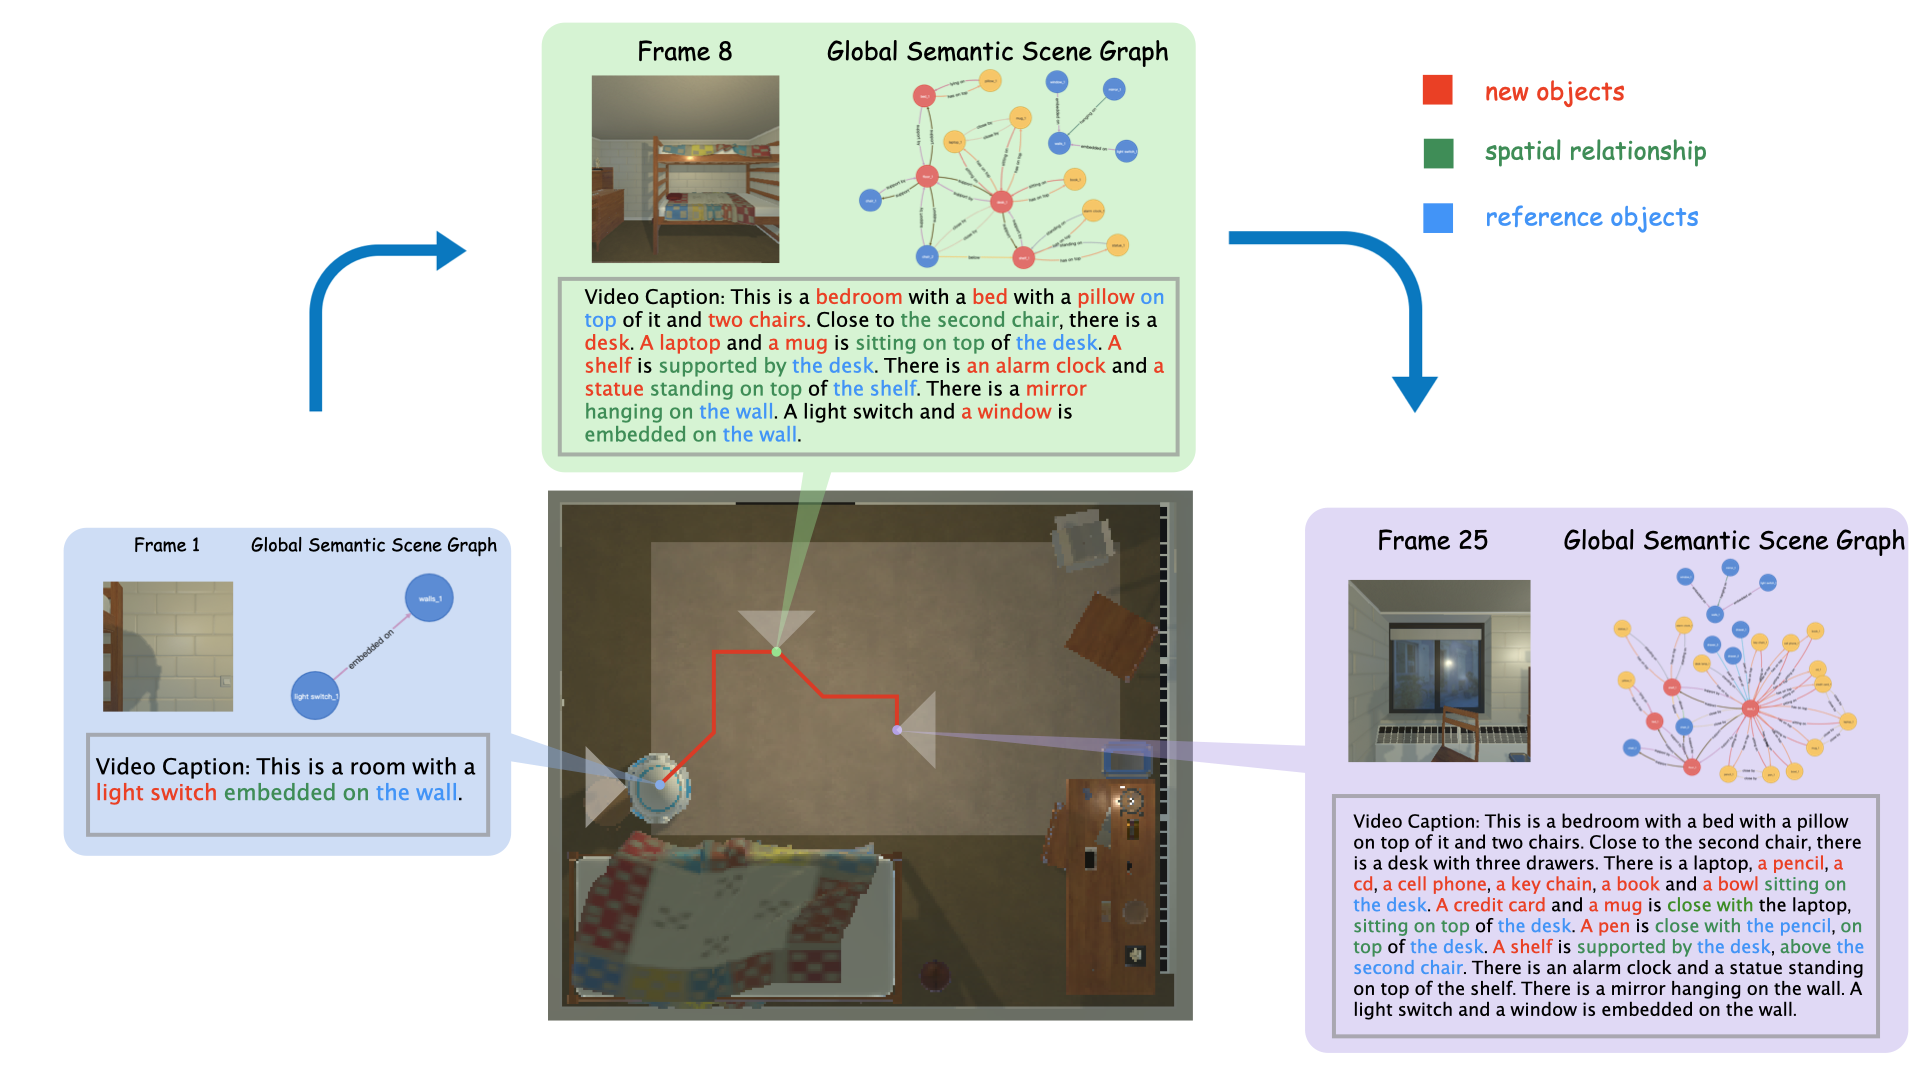 Frame 8
Global Semantic Scene Graph
new objects
spatial relationship
reference objects
Video Caption: This is a bedroom with a bed with a pillow on
top of it and two chairs. Close to the second chair, there is a
desk. A laptop and a mug is sitting on top of the desk. A
shelf is supported by the desk. There is an alarm clock and a
statue standing on top of the shelf. There is a mirror
hanging on the wall. A light switch and a window is
embedded on the wall.
Frame 1
Global Semantic Scene Graph
walls_1
embedded on
light switch_1
Video Caption: This is a room with a
light switch embedded on the wall.
Frame 25
Global Semantic Scene Graph
Video Caption: This is a bedroom with a bed with a pillow
on top of it and two chairs. Close to the second chair, there
is a desk with three drawers. There is a laptop, a pencil, a
cd, a cell phone, a key chain, a book and a bowl sitting on
the desk. A credit card and a mug is close with the laptop,
sitting on top of the desk. A pen is close with the pencil, on
top of the desk. A shelf is supported by the desk, above the
second chair. There is an alarm clock and a statue standing
on top of the shelf. There is a mirror hanging on the wall. A
light switch and a window is embedded on the wall.